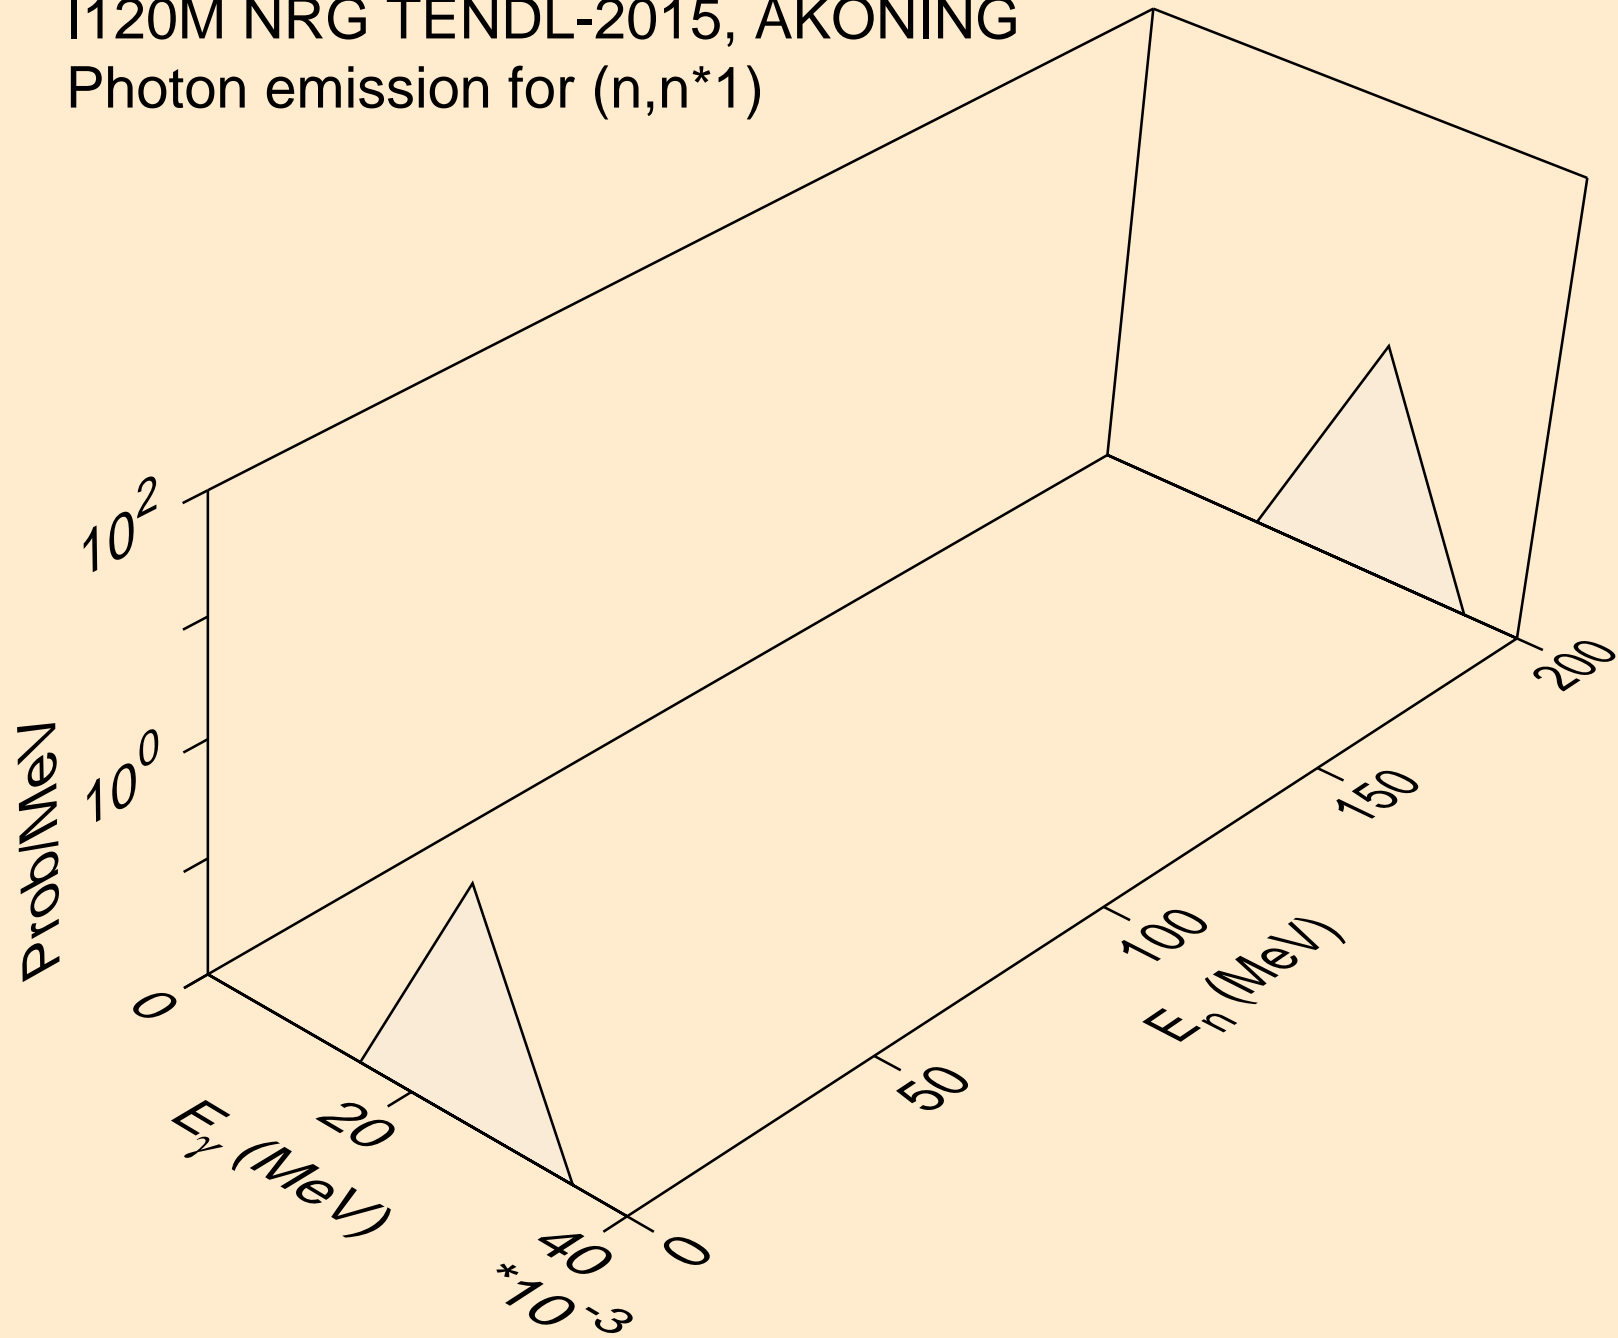 I120M NRG TENDL-2015, AKONING
Photon emission for (n,n*1)
10^2
10^0
Prob/MeV
0
20
40
*10^-3
Eγ (MeV)
0
50
100
150
200
En (MeV)